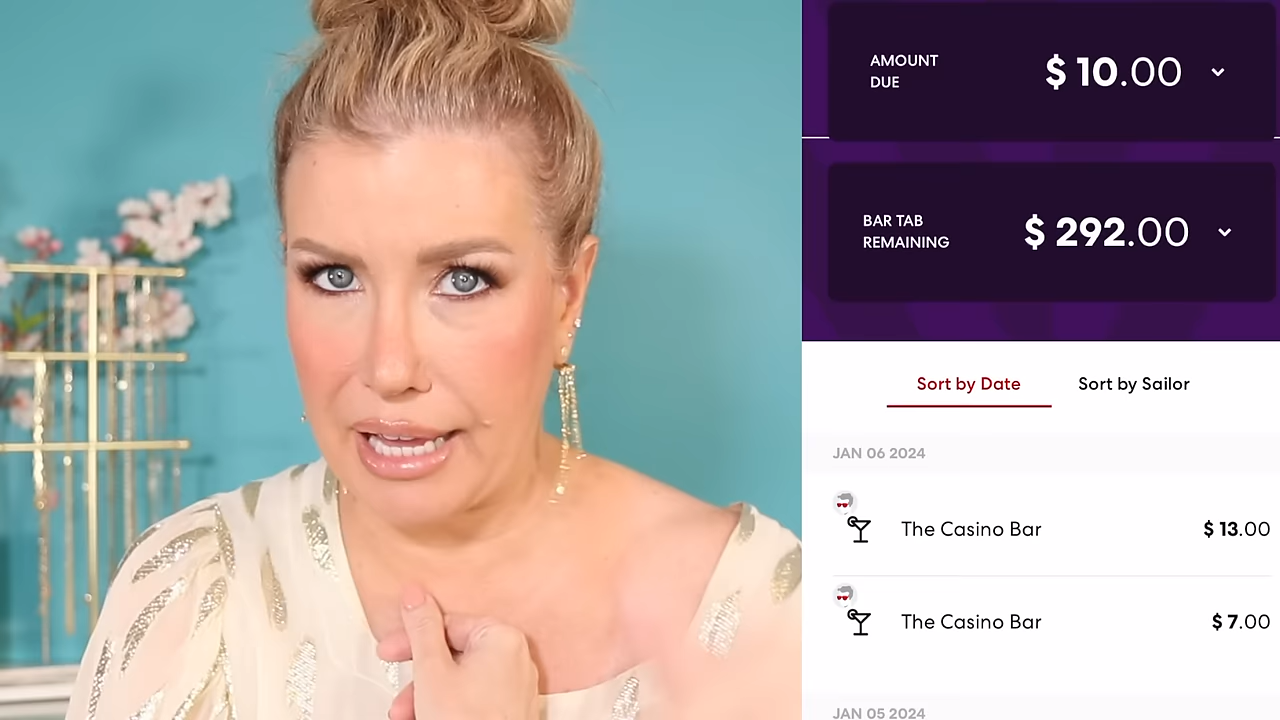 AMOUNT
DUE
$ 10.00
BAR TAB
REMAINING
$ 292.00
Sort by Date
Sort by Sailor
JAN 06 2024
The Casino Bar
$ 13.00
The Casino Bar
$ 7.00
JAN 05 2024